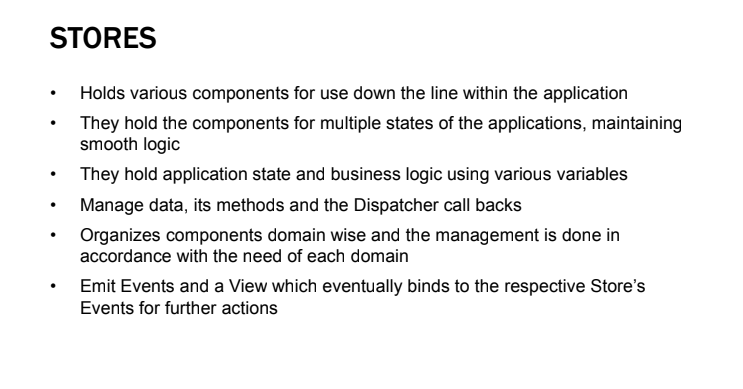 STORES
• Holds various components for use down the line within the application
• They hold the components for multiple states of the applications, maintaining
smooth logic
• They hold application state and business logic using various variables
• Manage data, its methods and the Dispatcher call backs
• Organizes components domain wise and the management is done in
accordance with the need of each domain
• Emit Events and a View which eventually binds to the respective Store’s
Events for further actions